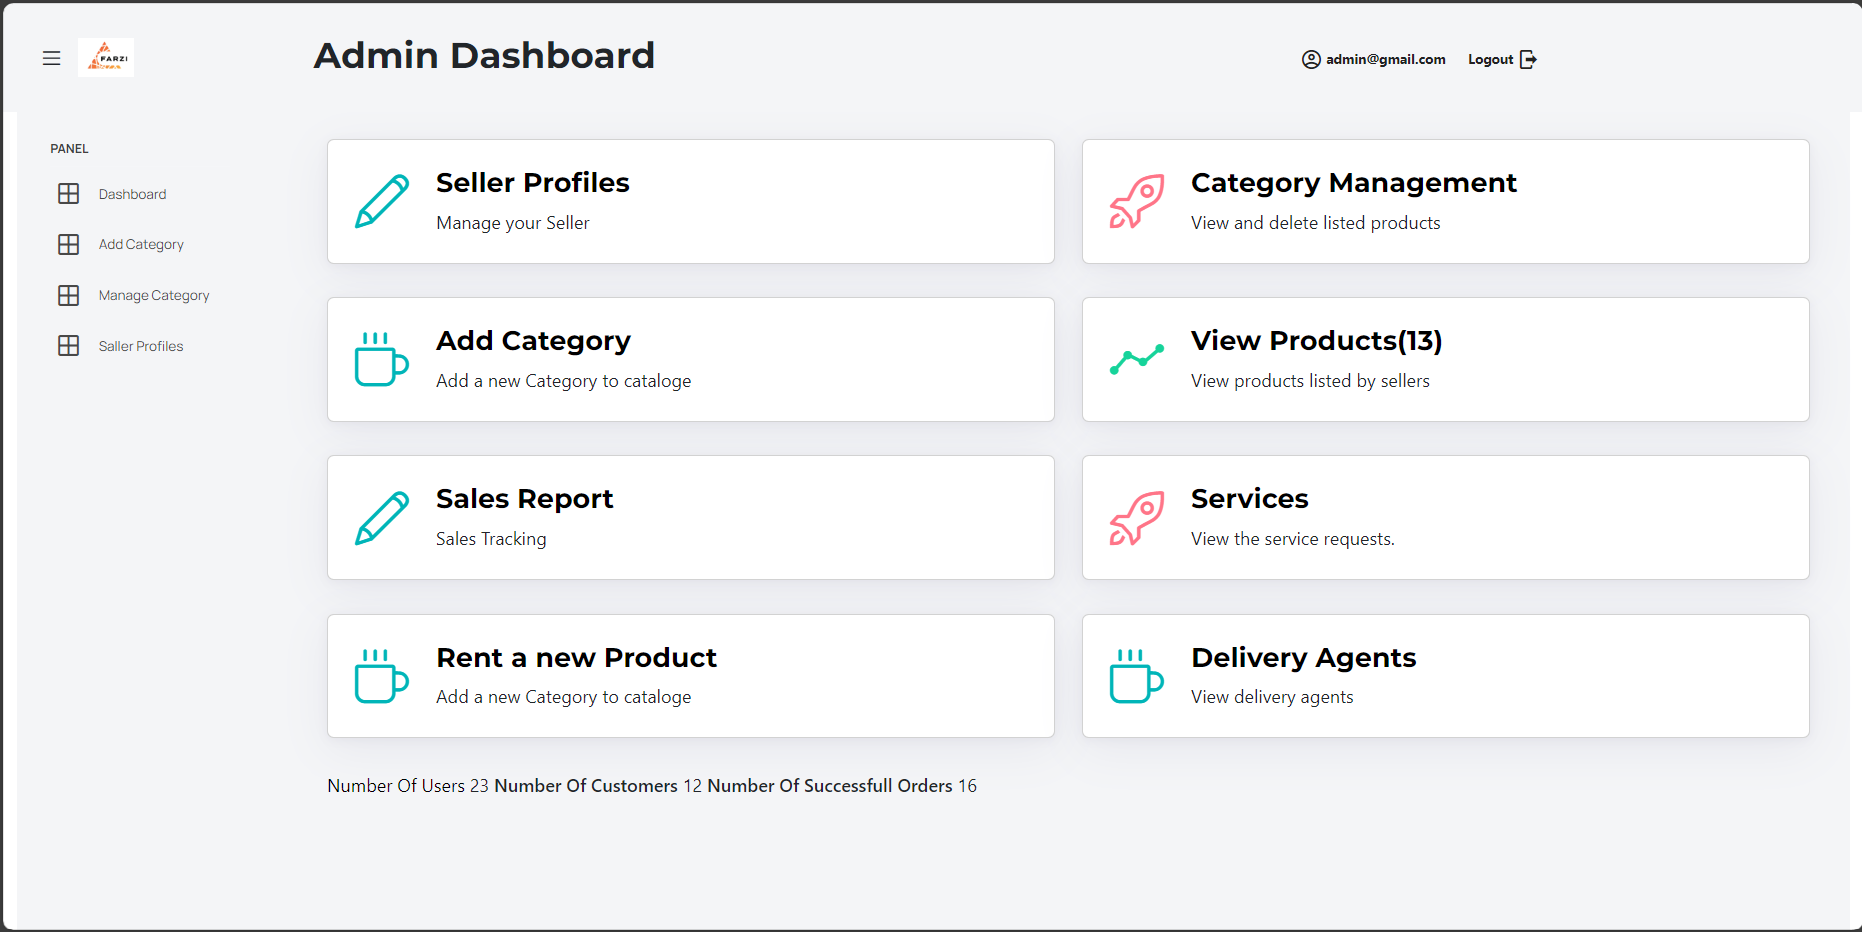 FARZI
Admin Dashboard
admin@gmail.com
Logout
PANEL
Dashboard
Add Category
Manage Category
Saller Profiles
Seller Profiles
Manage your Seller
Category Management
View and delete listed products
Add Category
Add a new Category to cataloge
View Products(13)
View products listed by sellers
Sales Report
Sales Tracking
Services
View the service requests.
Rent a new Product
Add a new Category to cataloge
Delivery Agents
View delivery agents
Number Of Users 23 Number Of Customers 12 Number Of Successfull Orders 16